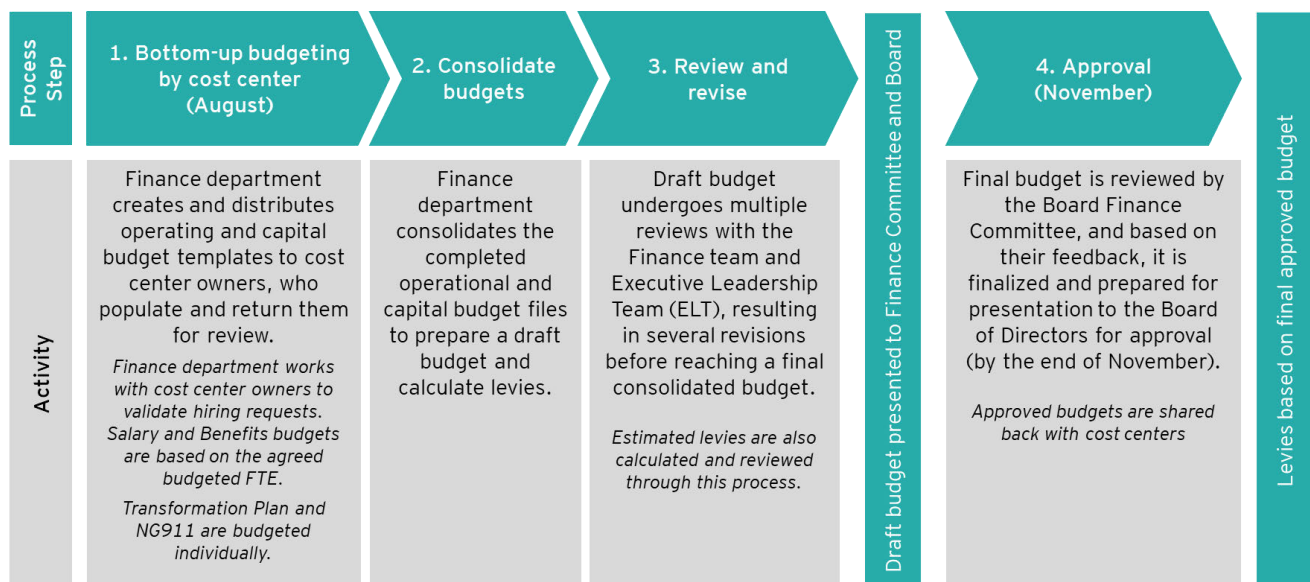 Process
Step
1. Bottom-up budgeting
by cost center
(August)
2. Consolidate
budgets
3. Review and
revise
Draft budget presented to Finance Committee and Board
4. Approval
(November)
Levies based on final approved budget
Activity
Finance department
creates and distributes
operating and capital
budget templates to cost
center owners, who
populate and return them
for review.
Finance department works
with cost center owners to
validate hiring requests.
Salary and Benefits budgets
are based on the agreed
budgeted FTE.
Transformation Plan and
NG911 are budgeted
individually.
Finance
department
consolidates the
completed
operational and
capital budget files
to prepare a draft
budget and
calculate levies.
Draft budget
undergoes multiple
reviews with the
Finance team and
Executive Leadership
Team (ELT), resulting
in several revisions
before reaching a final
consolidated budget.
Estimated levies are also
calculated and reviewed
through this process.
Final budget is reviewed by
the Board Finance
Committee, and based on
their feedback, it is
finalized and prepared for
presentation to the Board
of Directors for approval
(by the end of November).
Approved budgets are shared
back with cost centers